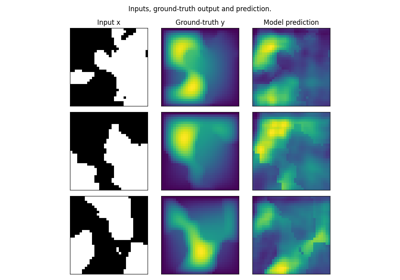 Inputs, ground-truth output and prediction.
Input x
Ground-truth y
Model prediction